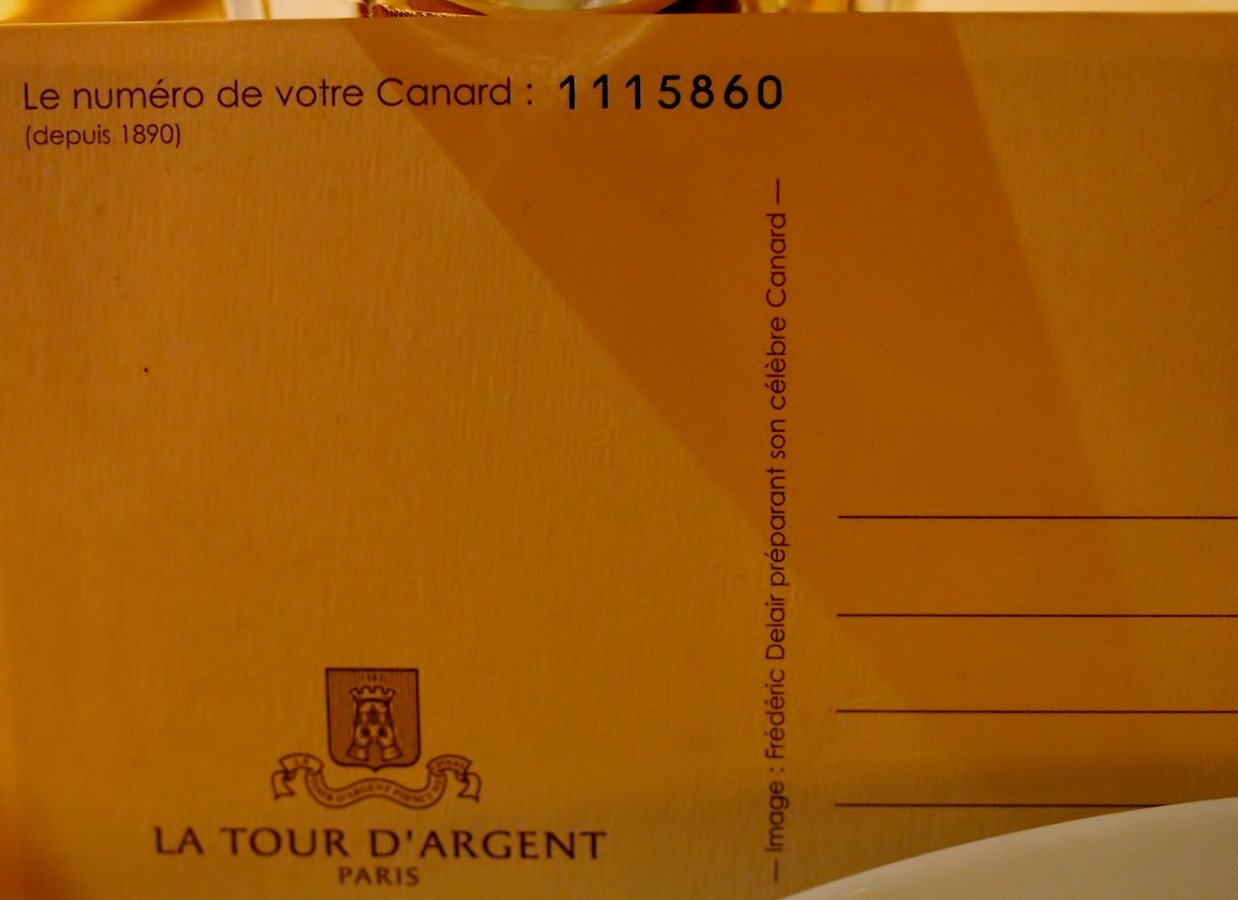 Le numéro de votre Canard : 1115860
(depuis 1890)
— Image : Frédéric Delair préparant son célèbre Canard —
LA TOUR D'ARGENT
PARIS